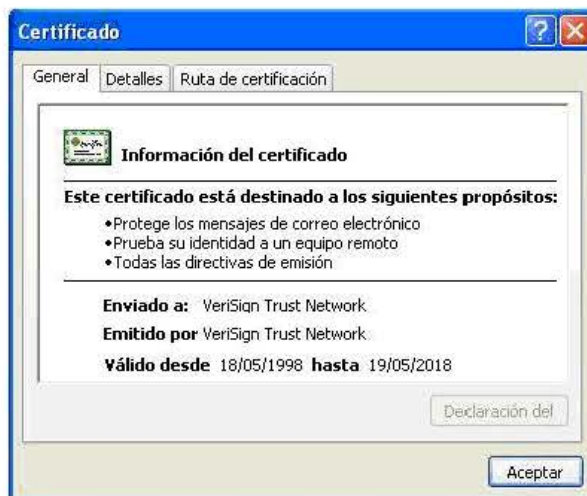 Certificado
General Detalles Ruta de certificación
Información del certificado
Este certificado está destinado a los siguientes propósitos:
•Protege los mensajes de correo electrónico
•Prueba su identidad a un equipo remoto
•Todas las directivas de emisión
Enviado a: VeriSign Trust Network
Emitido por VeriSign Trust Network
Válido desde 18/05/1998 hasta 19/05/2018
Declaración del
Aceptar